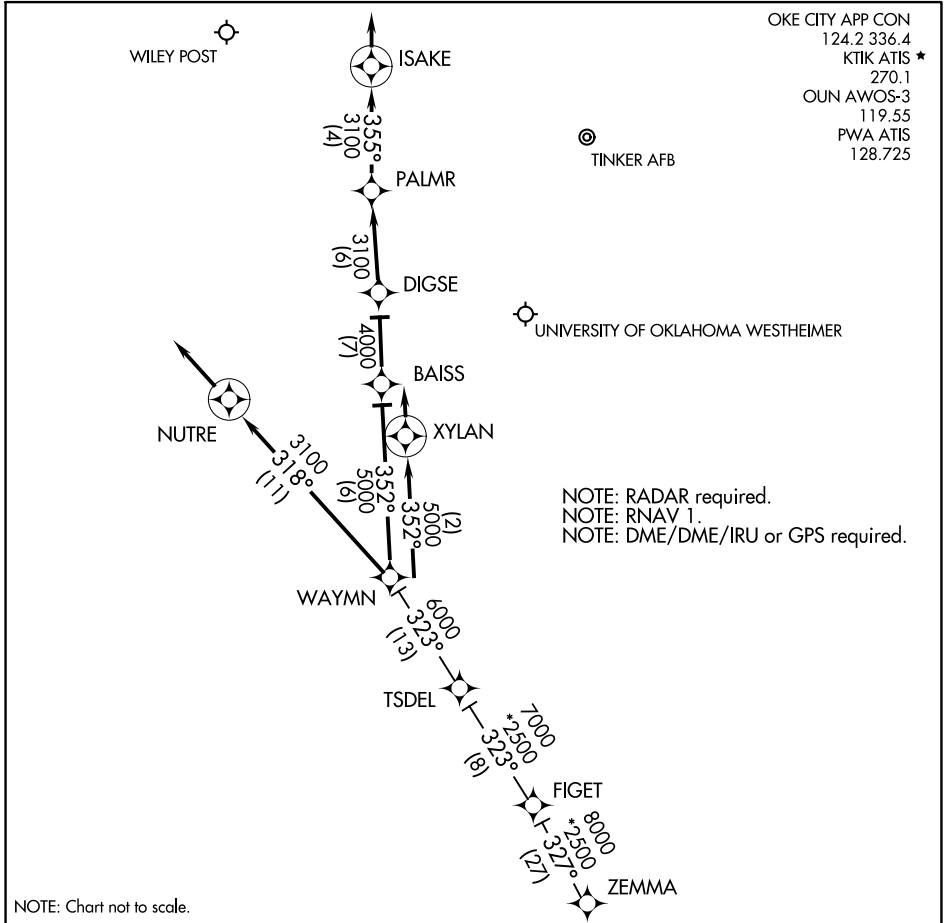 OKE CITY APP CON
124.2 336.4
KTIK ATIS ★
270.1
OUN AWOS-3
119.55
PWA ATIS
128.725
WILEY POST
ISAKE
355°
3100
(4)
TINKER AFB
PALMR
3100
(6)
DIGSE
UNIVERSITY OF OKLAHOMA WESTHEIMER
4000
(7)
BAISS
NUTRE
XYLAN
3100
318°
(11)
352°
5000
(6)
(2)
5000
352°
NOTE: RADAR required.
NOTE: RNAV 1.
NOTE: DME/DME/IRU or GPS required.
WAYMN
6000
323°
(13)
TSDEL
7000
*2500
323°
(8)
FIGET
8000
*2500
327°
(27)
ZEMMA
NOTE: Chart not to scale.